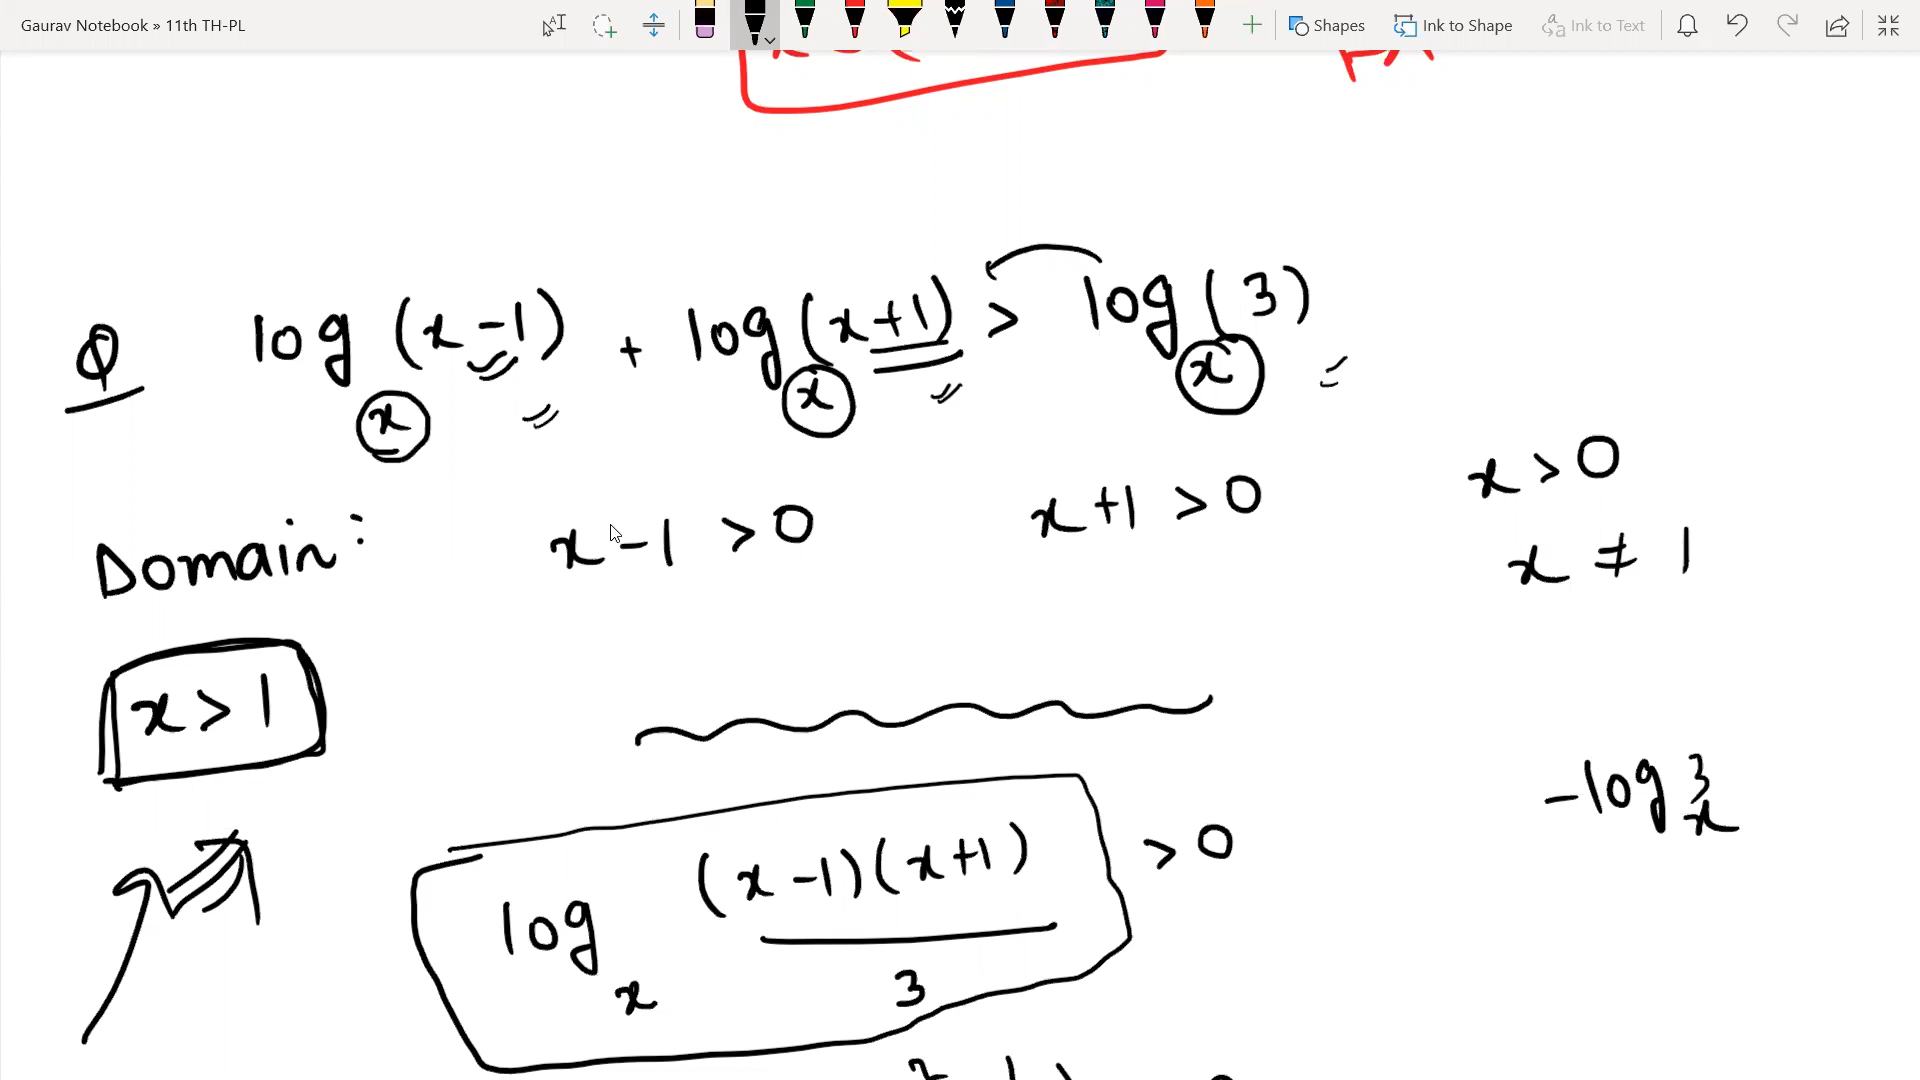 Gaurav Notebook » 11th TH-PL
Shapes
Ink to Shape
Ink to Text
Q log_x (x-1) + log_x (x+1) > log_x (3)
Domain: x-1 > 0 x+1 > 0 x > 0
x ≠ 1
x > 1
-log_x 3
log_x (x-1)(x+1)/3 > 0